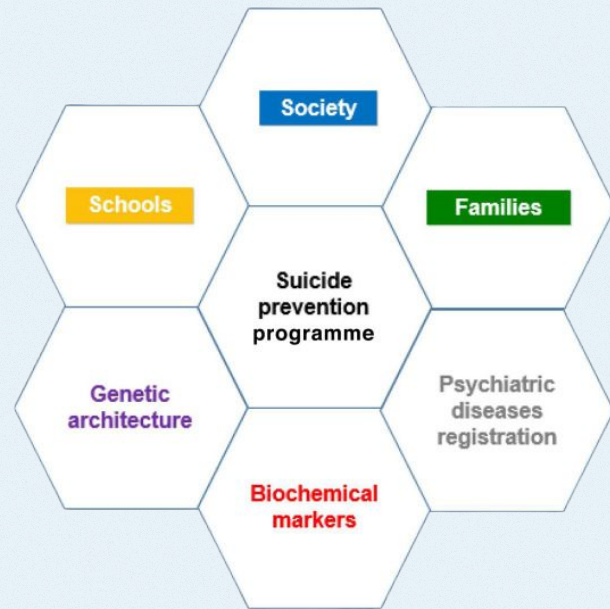 Society
Schools
Families
Suicide
prevention
programme
Genetic
architecture
Psychiatric
diseases
registration
Biochemical
markers